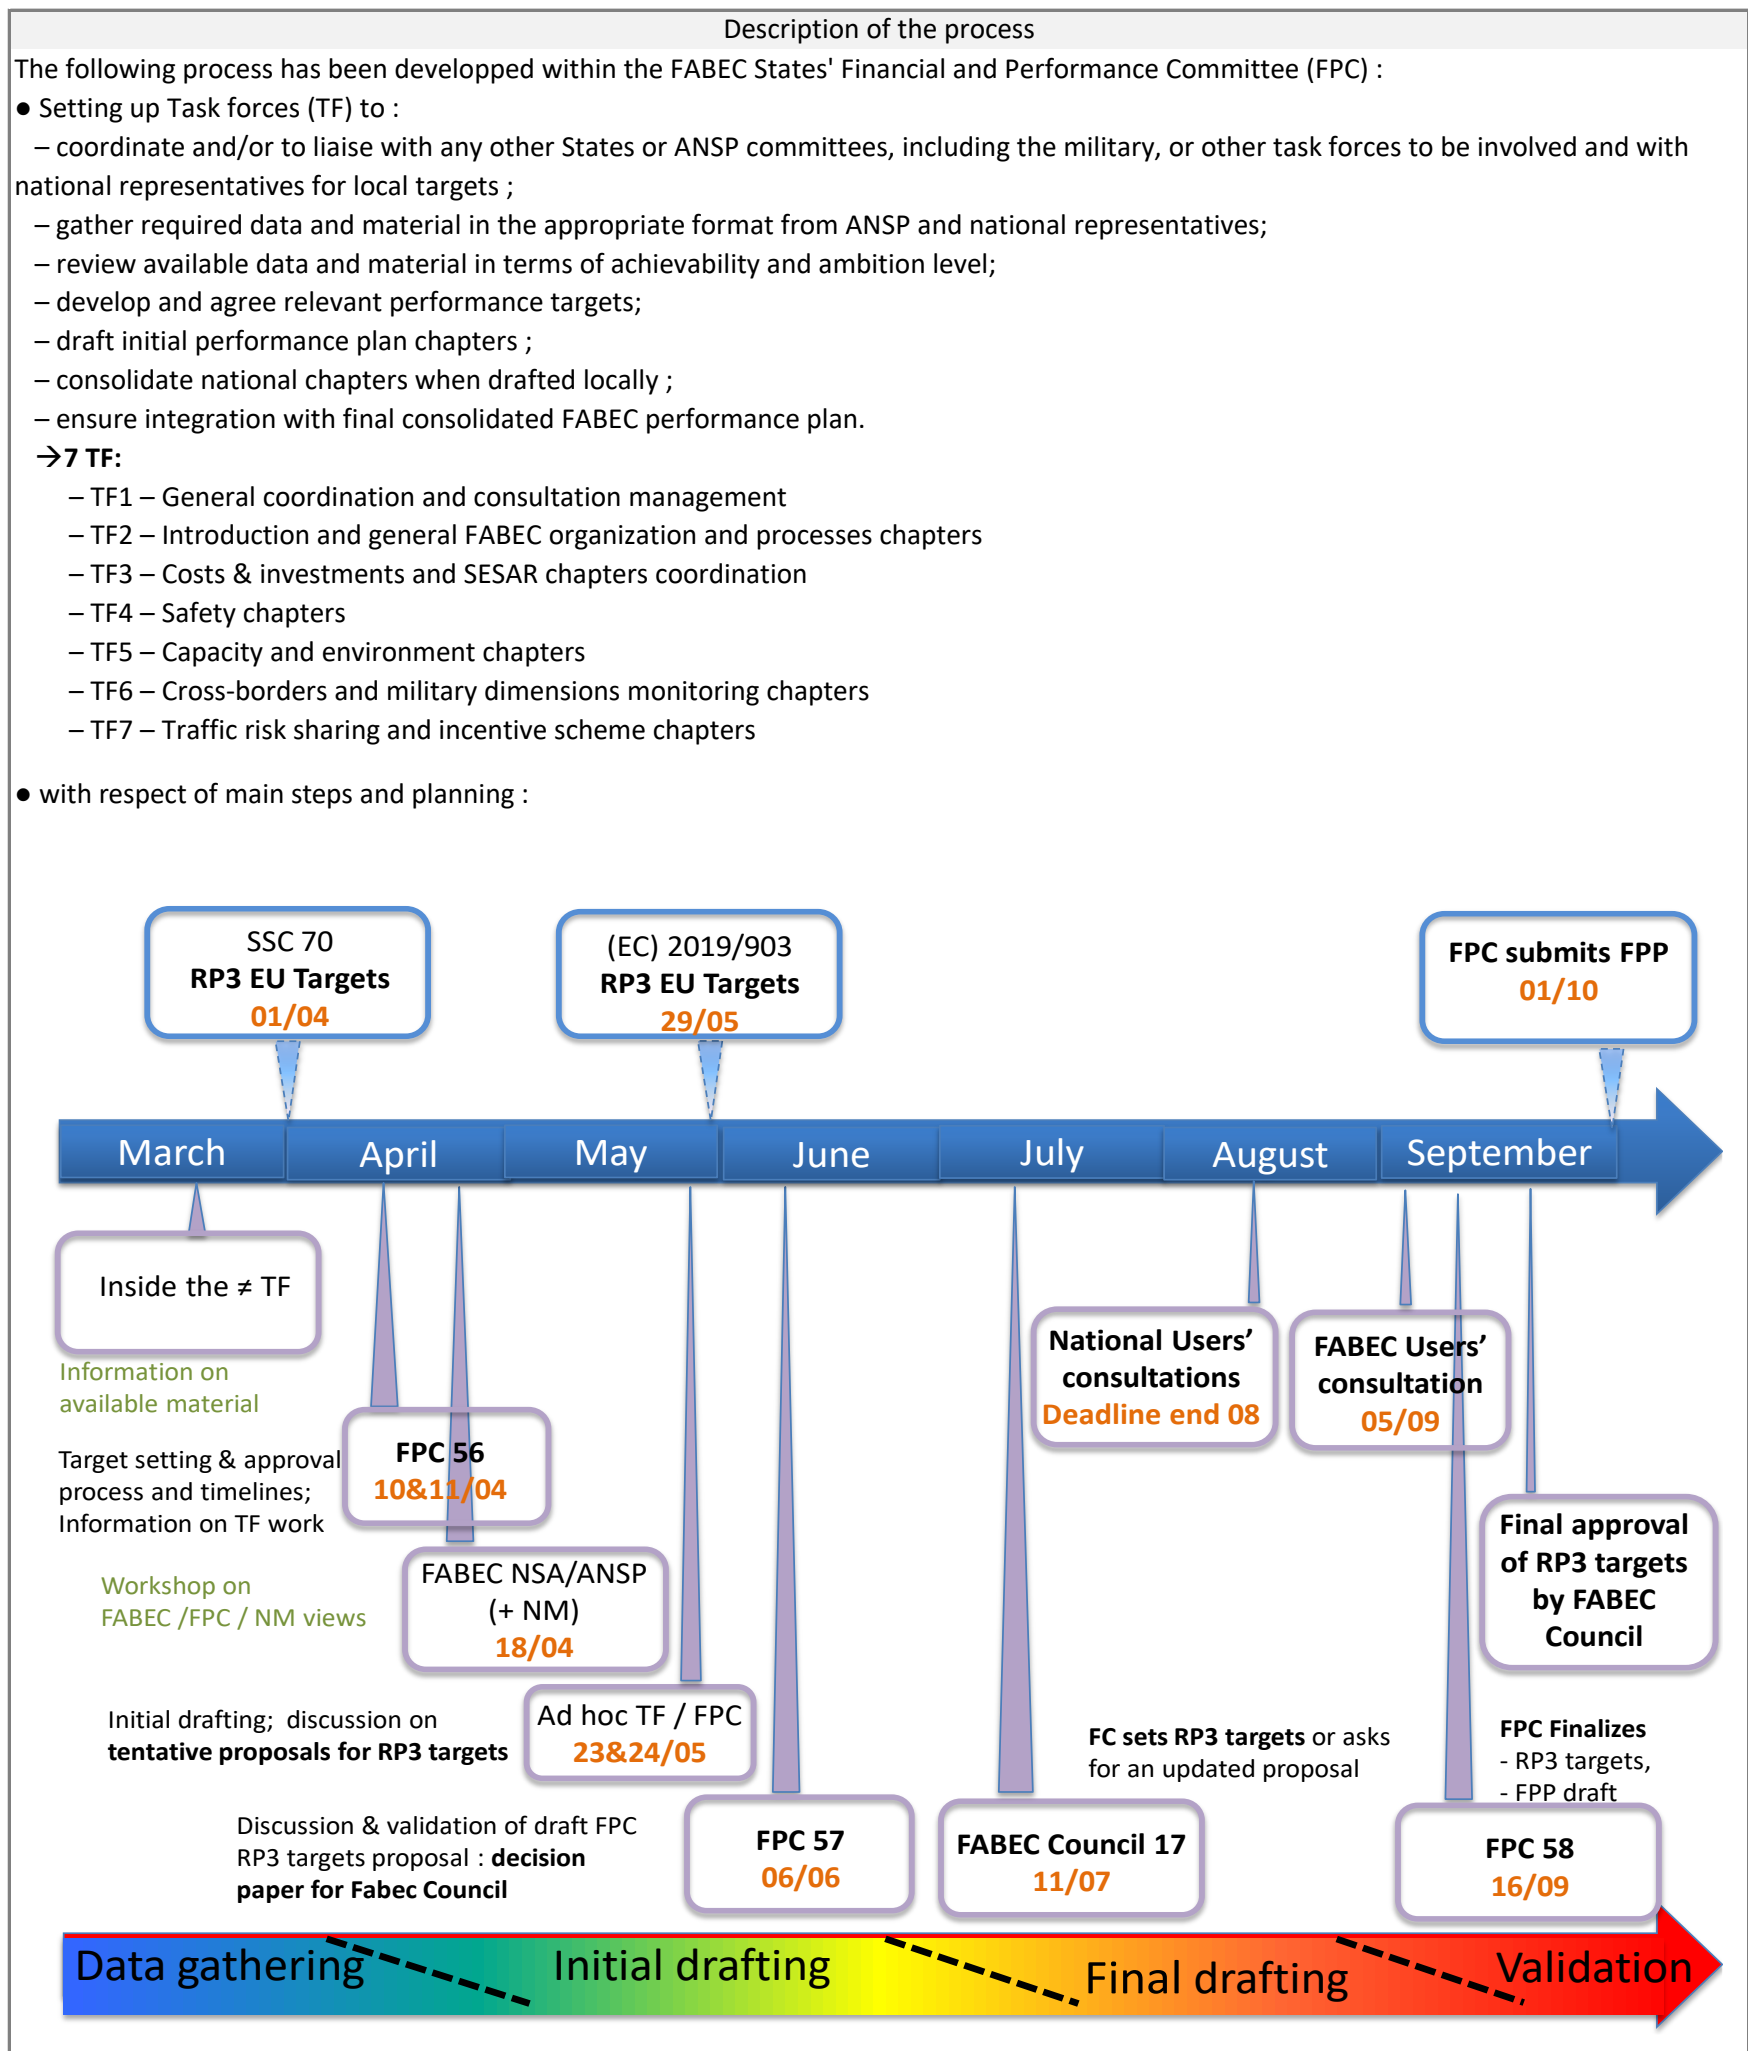 Description of the process
The following process has been developped within the FABEC States' Financial and Performance Committee (FPC) :
● Setting up Task forces (TF) to :
– coordinate and/or to liaise with any other States or ANSP committees, including the military, or other task forces to be involved and with
national representatives for local targets ;
– gather required data and material in the appropriate format from ANSP and national representatives;
– review available data and material in terms of achievability and ambition level;
– develop and agree relevant performance targets;
– draft initial performance plan chapters ;
– consolidate national chapters when drafted locally ;
– ensure integration with final consolidated FABEC performance plan.
→7 TF:
– TF1 – General coordination and consultation management
– TF2 – Introduction and general FABEC organization and processes chapters
– TF3 – Costs & investments and SESAR chapters coordination
– TF4 – Safety chapters
– TF5 – Capacity and environment chapters
– TF6 – Cross-borders and military dimensions monitoring chapters
– TF7 – Traffic risk sharing and incentive scheme chapters
● with respect of main steps and planning :
SSC 70
RP3 EU Targets
01/04
(EC) 2019/903
RP3 EU Targets
29/05
FPC submits FPP
01/10
March April May June July August September
Inside the ≠ TF
Information on
available material
National Users'
consultations
Deadline end 08
FABEC Users'
consultation
05/09
Target setting & approval
process and timelines;
Information on TF work
FPC 56
10&11/04
Final approval
of RP3 targets
by FABEC
Council
Workshop on
FABEC /FPC / NM views
FABEC NSA/ANSP
(+ NM)
18/04
Initial drafting; discussion on
tentative proposals for RP3 targets
Ad hoc TF / FPC
23&24/05
FC sets RP3 targets or asks
for an updated proposal
FPC Finalizes
- RP3 targets,
- FPP draft
Discussion & validation of draft FPC
RP3 targets proposal : decision
paper for Fabec Council
FPC 57
06/06
FABEC Council 17
11/07
FPC 58
16/09
Data gathering Initial drafting Final drafting Validation